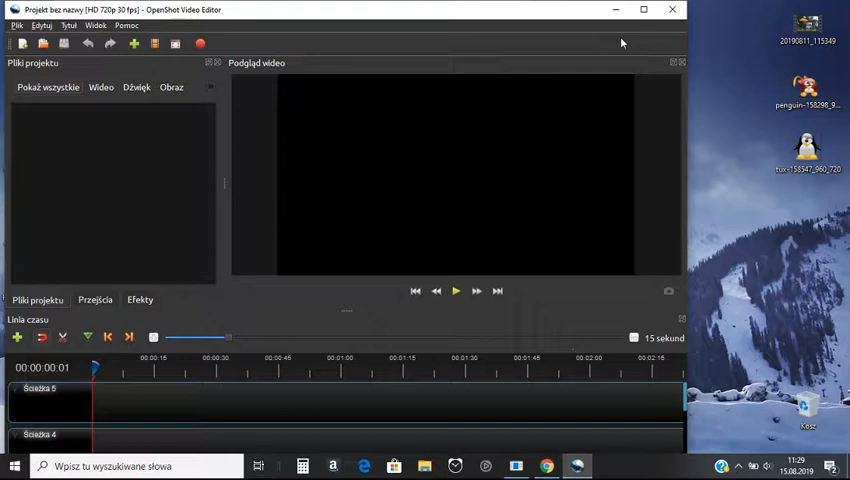 Projekt bez nazwy [HD 720p 30 fps] - OpenShot Video Editor
Plik Edytuj Tytuł Widok Pomoc
Pliki projektu
Podgląd wideo
Pokaż wszystkie Wideo Dźwięk Obraz
Pliki projektu Przejścia Efekty
Linia czasu
15 sekund
00:00:00:01
00:00:15 00:00:30 00:00:45 00:01:00 00:01:15 00:01:30 00:01:45 00:02:00 00:02:15
Ścieżka 5
Ścieżka 4
20190811_115349
penguin-158298_9...
tux-158547_960_720
Kosz
Wpisz tu wyszukiwane słowa
11:29
15.08.2019
2